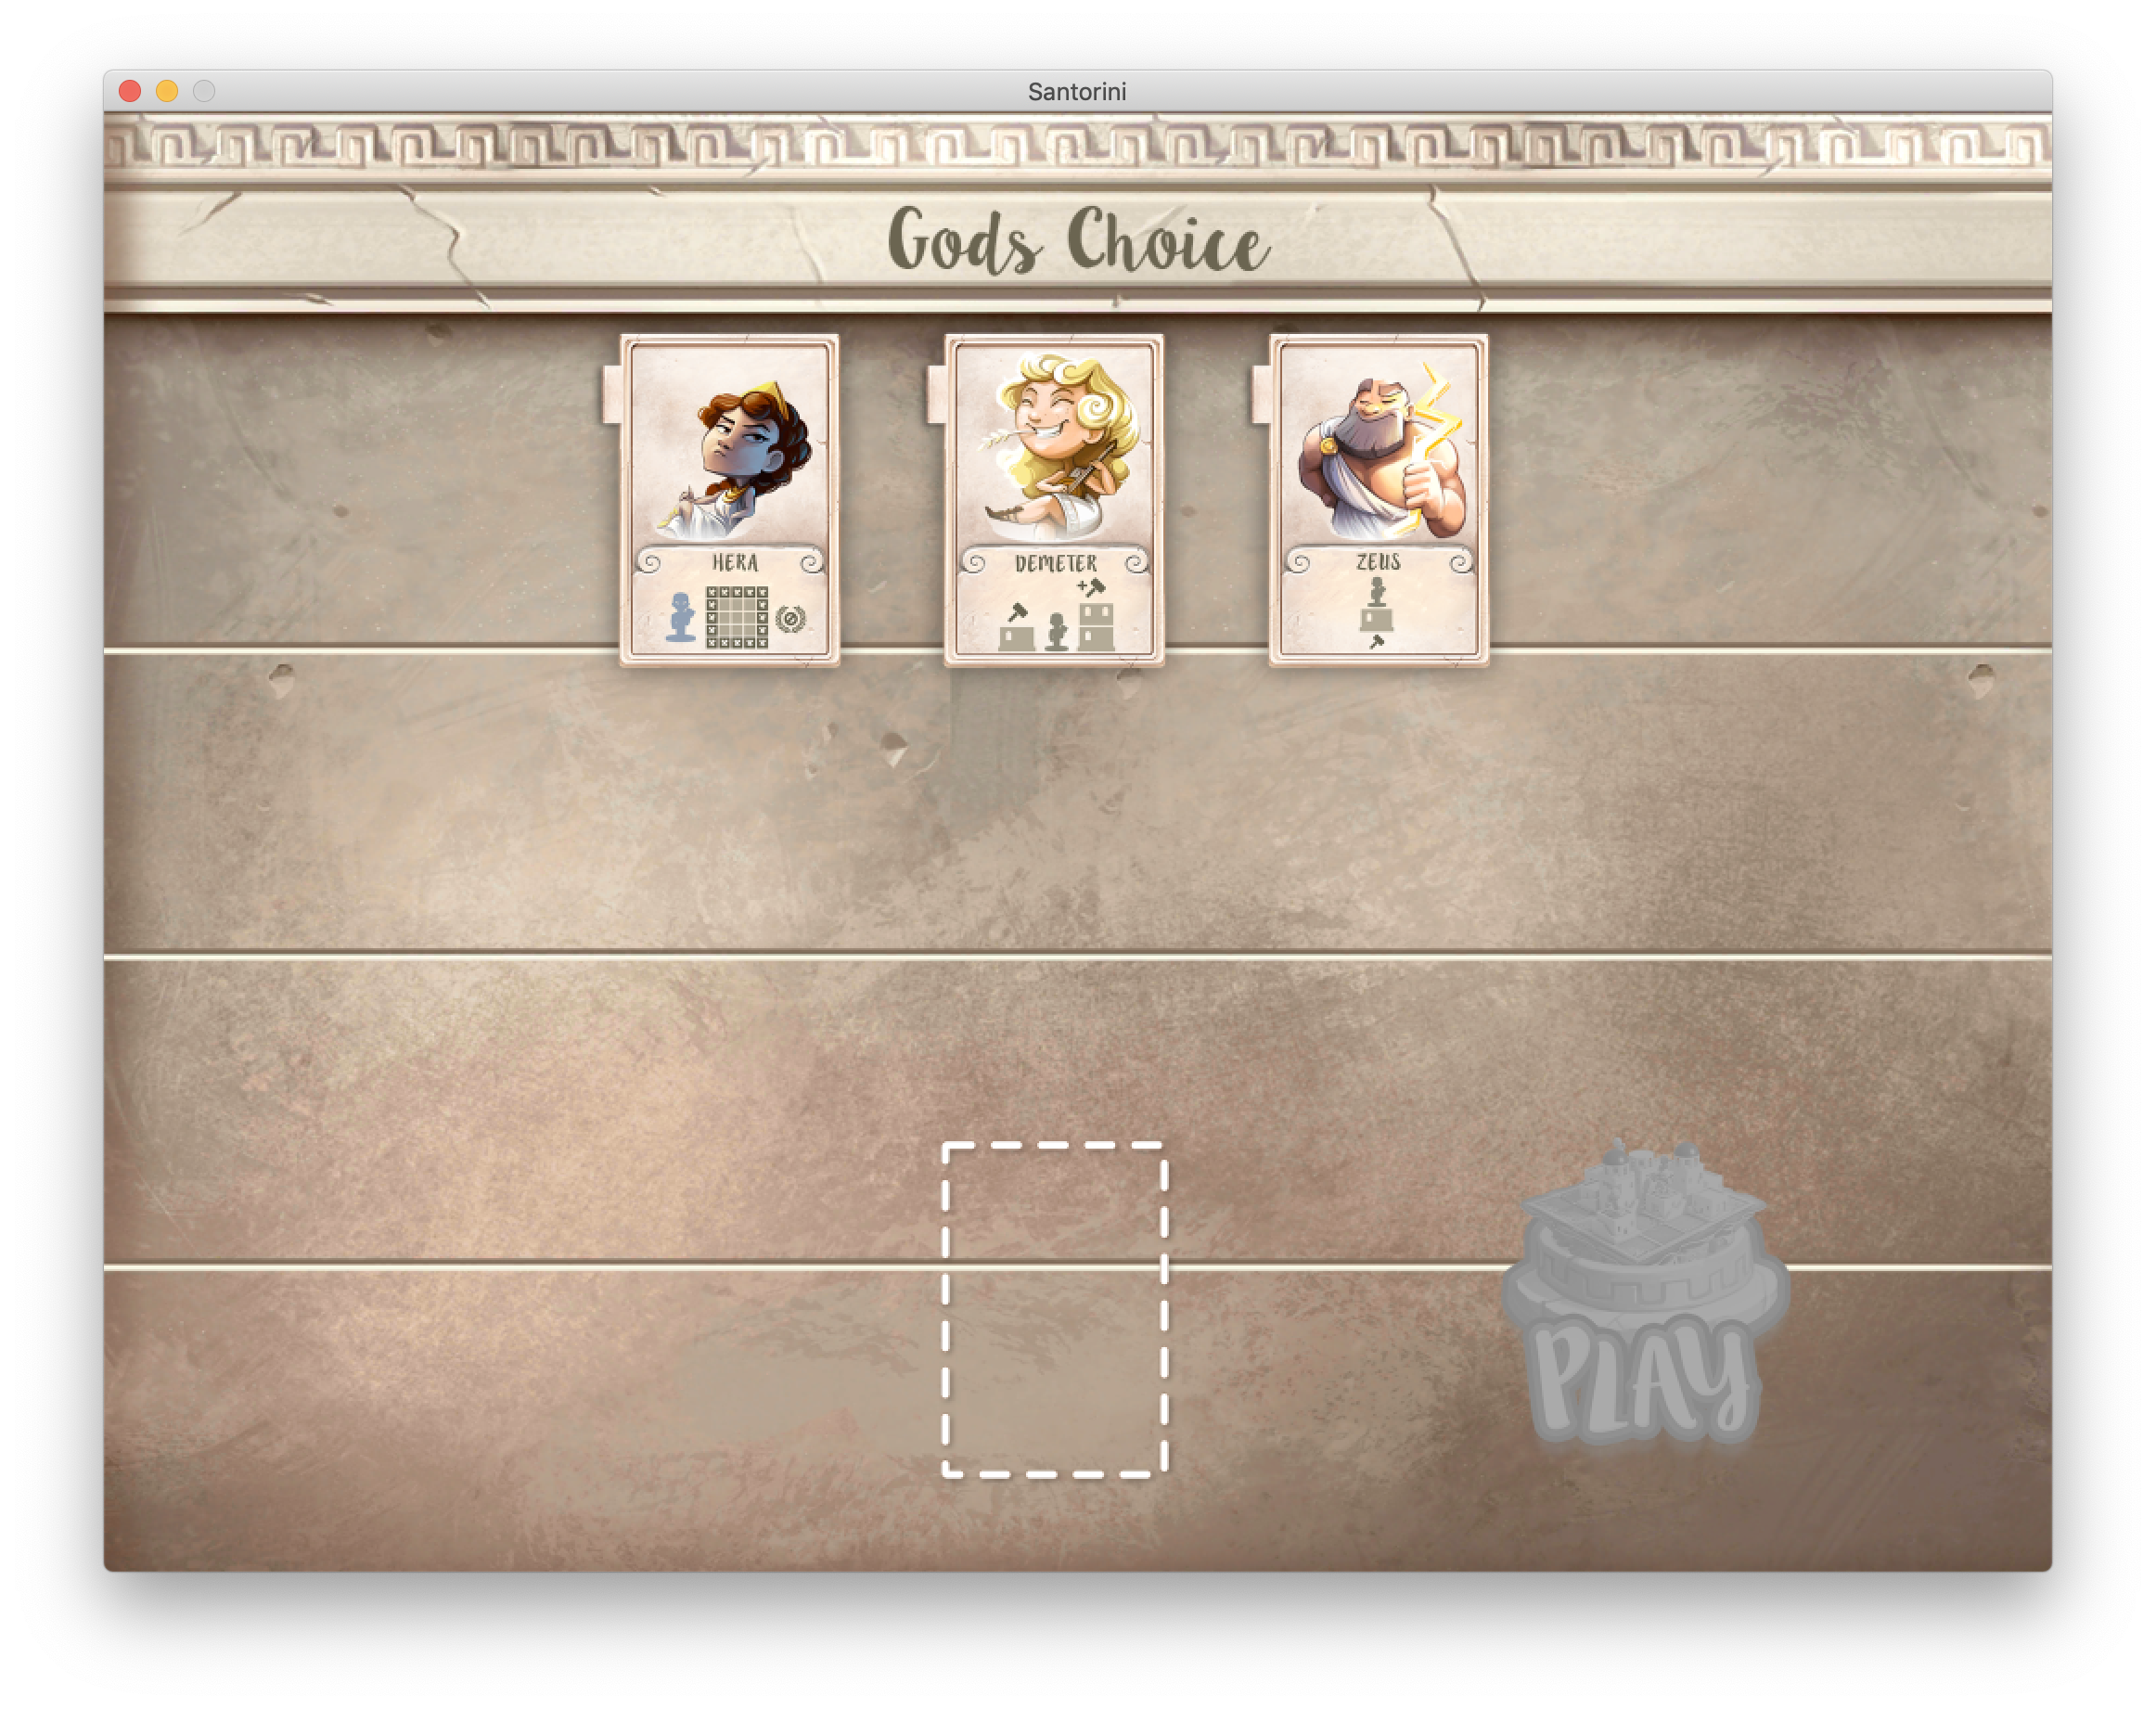 Santorini
Gods Choice
HERA
DEMETER
ZEUS
+
PLAY